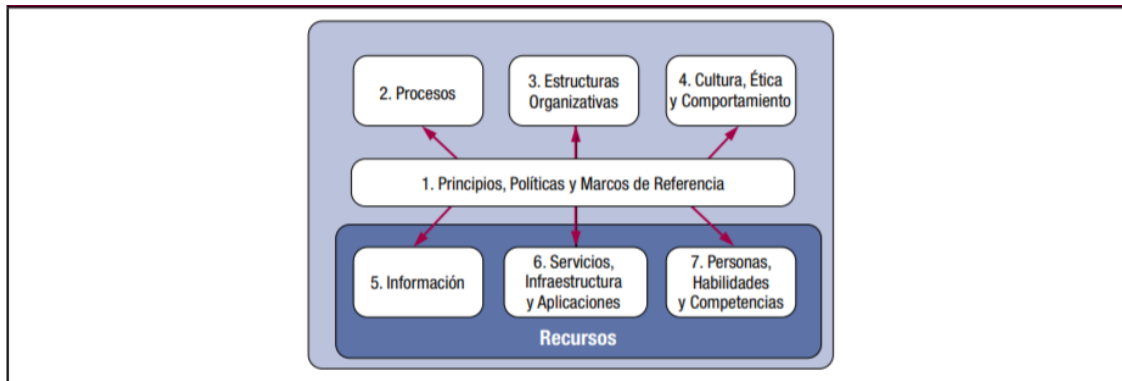 2. Procesos
3. Estructuras
Organizativas
4. Cultura, Ética
y Comportamiento
1. Principios, Políticas y Marcos de Referencia
5. Información
6. Servicios,
Infraestructura
y Aplicaciones
7. Personas,
Habilidades
y Competencias
Recursos